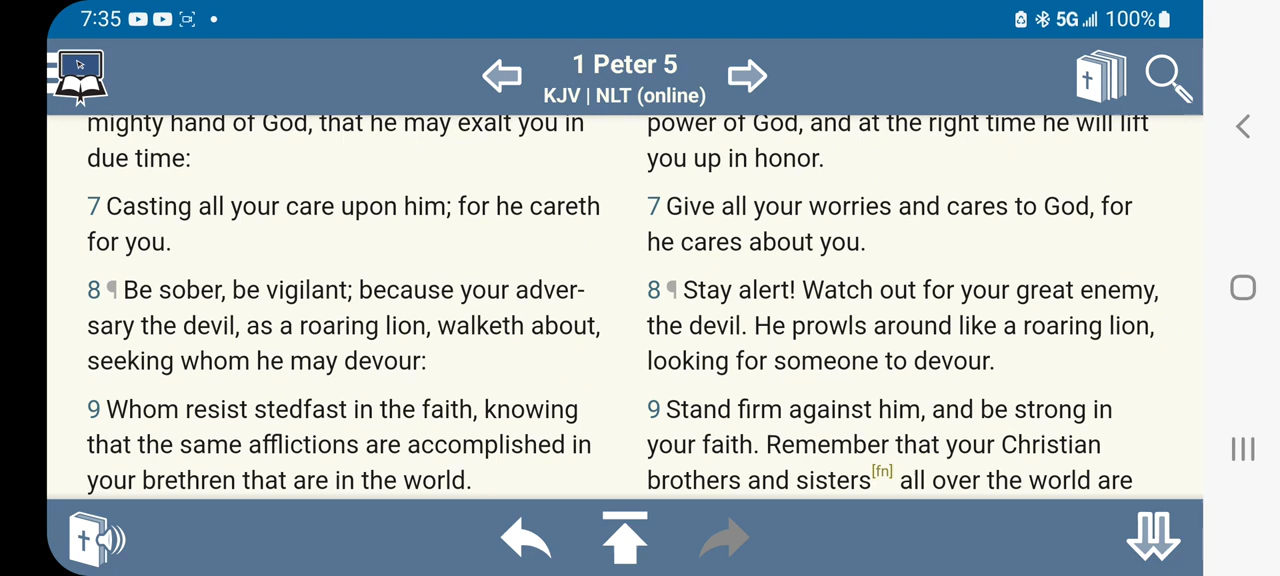 7:35
5G 100%
1 Peter 5
KJV | NLT (online)
mighty hand of God, that he may exalt you in
due time:
7 Casting all your care upon him; for he careth
for you.
8 ¶ Be sober, be vigilant; because your adver-
sary the devil, as a roaring lion, walketh about,
seeking whom he may devour:
9 Whom resist stedfast in the faith, knowing
that the same afflictions are accomplished in
your brethren that are in the world.
power of God, and at the right time he will lift
you up in honor.
7 Give all your worries and cares to God, for
he cares about you.
8 ¶ Stay alert! Watch out for your great enemy,
the devil. He prowls around like a roaring lion,
looking for someone to devour.
9 Stand firm against him, and be strong in
your faith. Remember that your Christian
brothers and sisters[fn] all over the world are